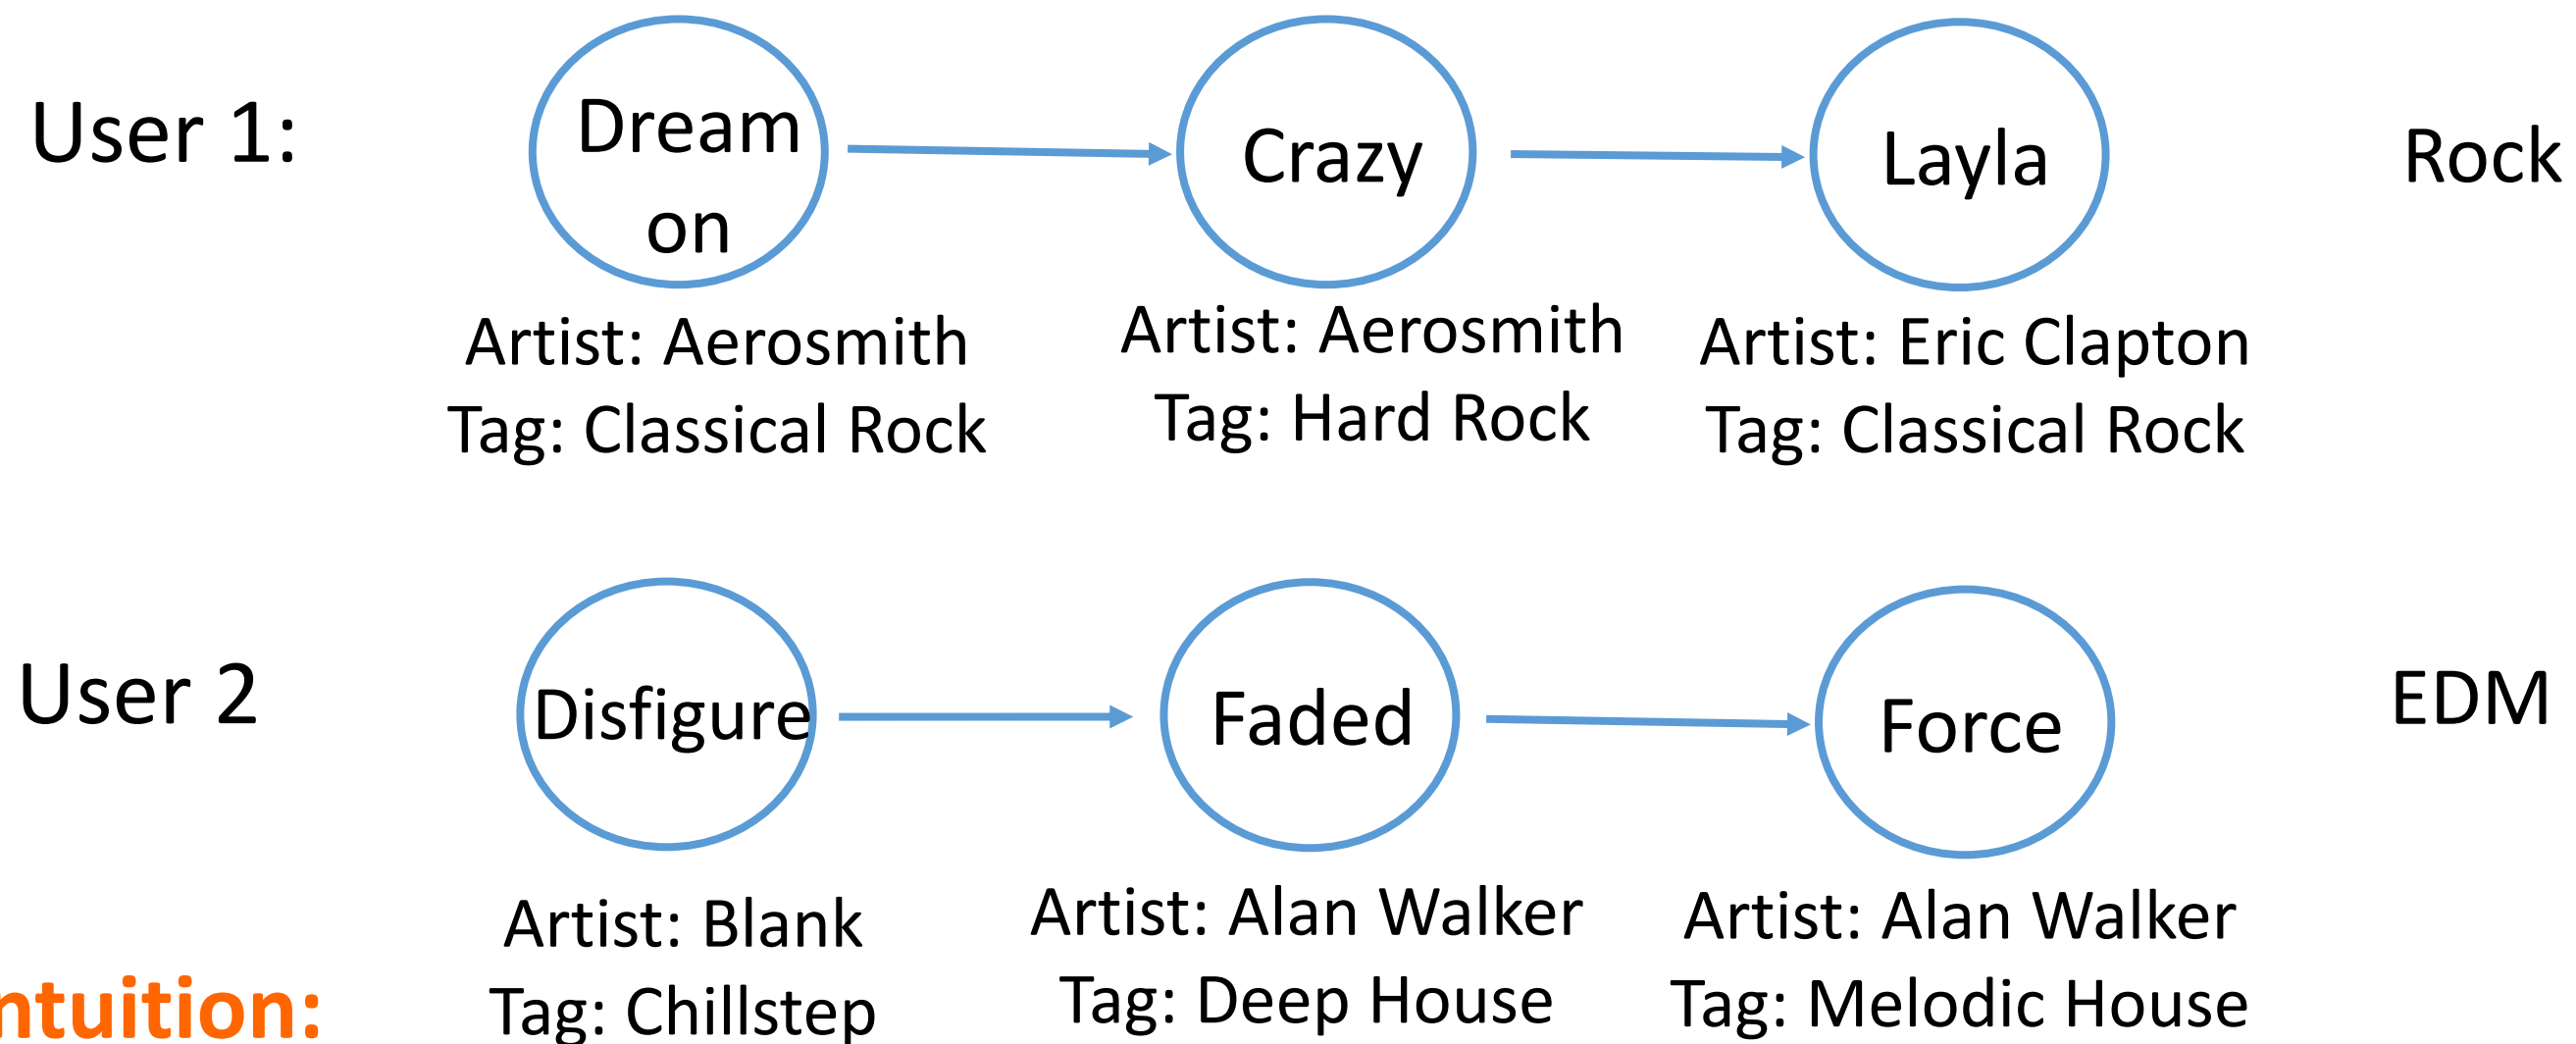 User 1:
Dream
on
Crazy
Layla
Rock
Artist: Aerosmith
Tag: Classical Rock
Artist: Aerosmith
Tag: Hard Rock
Artist: Eric Clapton
Tag: Classical Rock
User 2
Disfigure
Faded
Force
EDM
Artist: Blank
Tag: Chillstep
Artist: Alan Walker
Tag: Deep House
Artist: Alan Walker
Tag: Melodic House
ntuition: